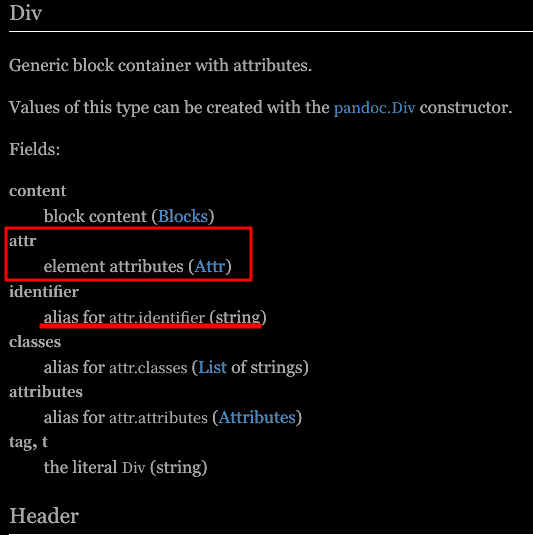 Div
Generic block container with attributes.
Values of this type can be created with the pandoc.Div constructor.
Fields:
content
block content (Blocks)
attr
element attributes (Attr)
identifier
alias for attr.identifier (string)
classes
alias for attr.classes (List of strings)
attributes
alias for attr.attributes (Attributes)
tag, t
the literal Div (string)
Header